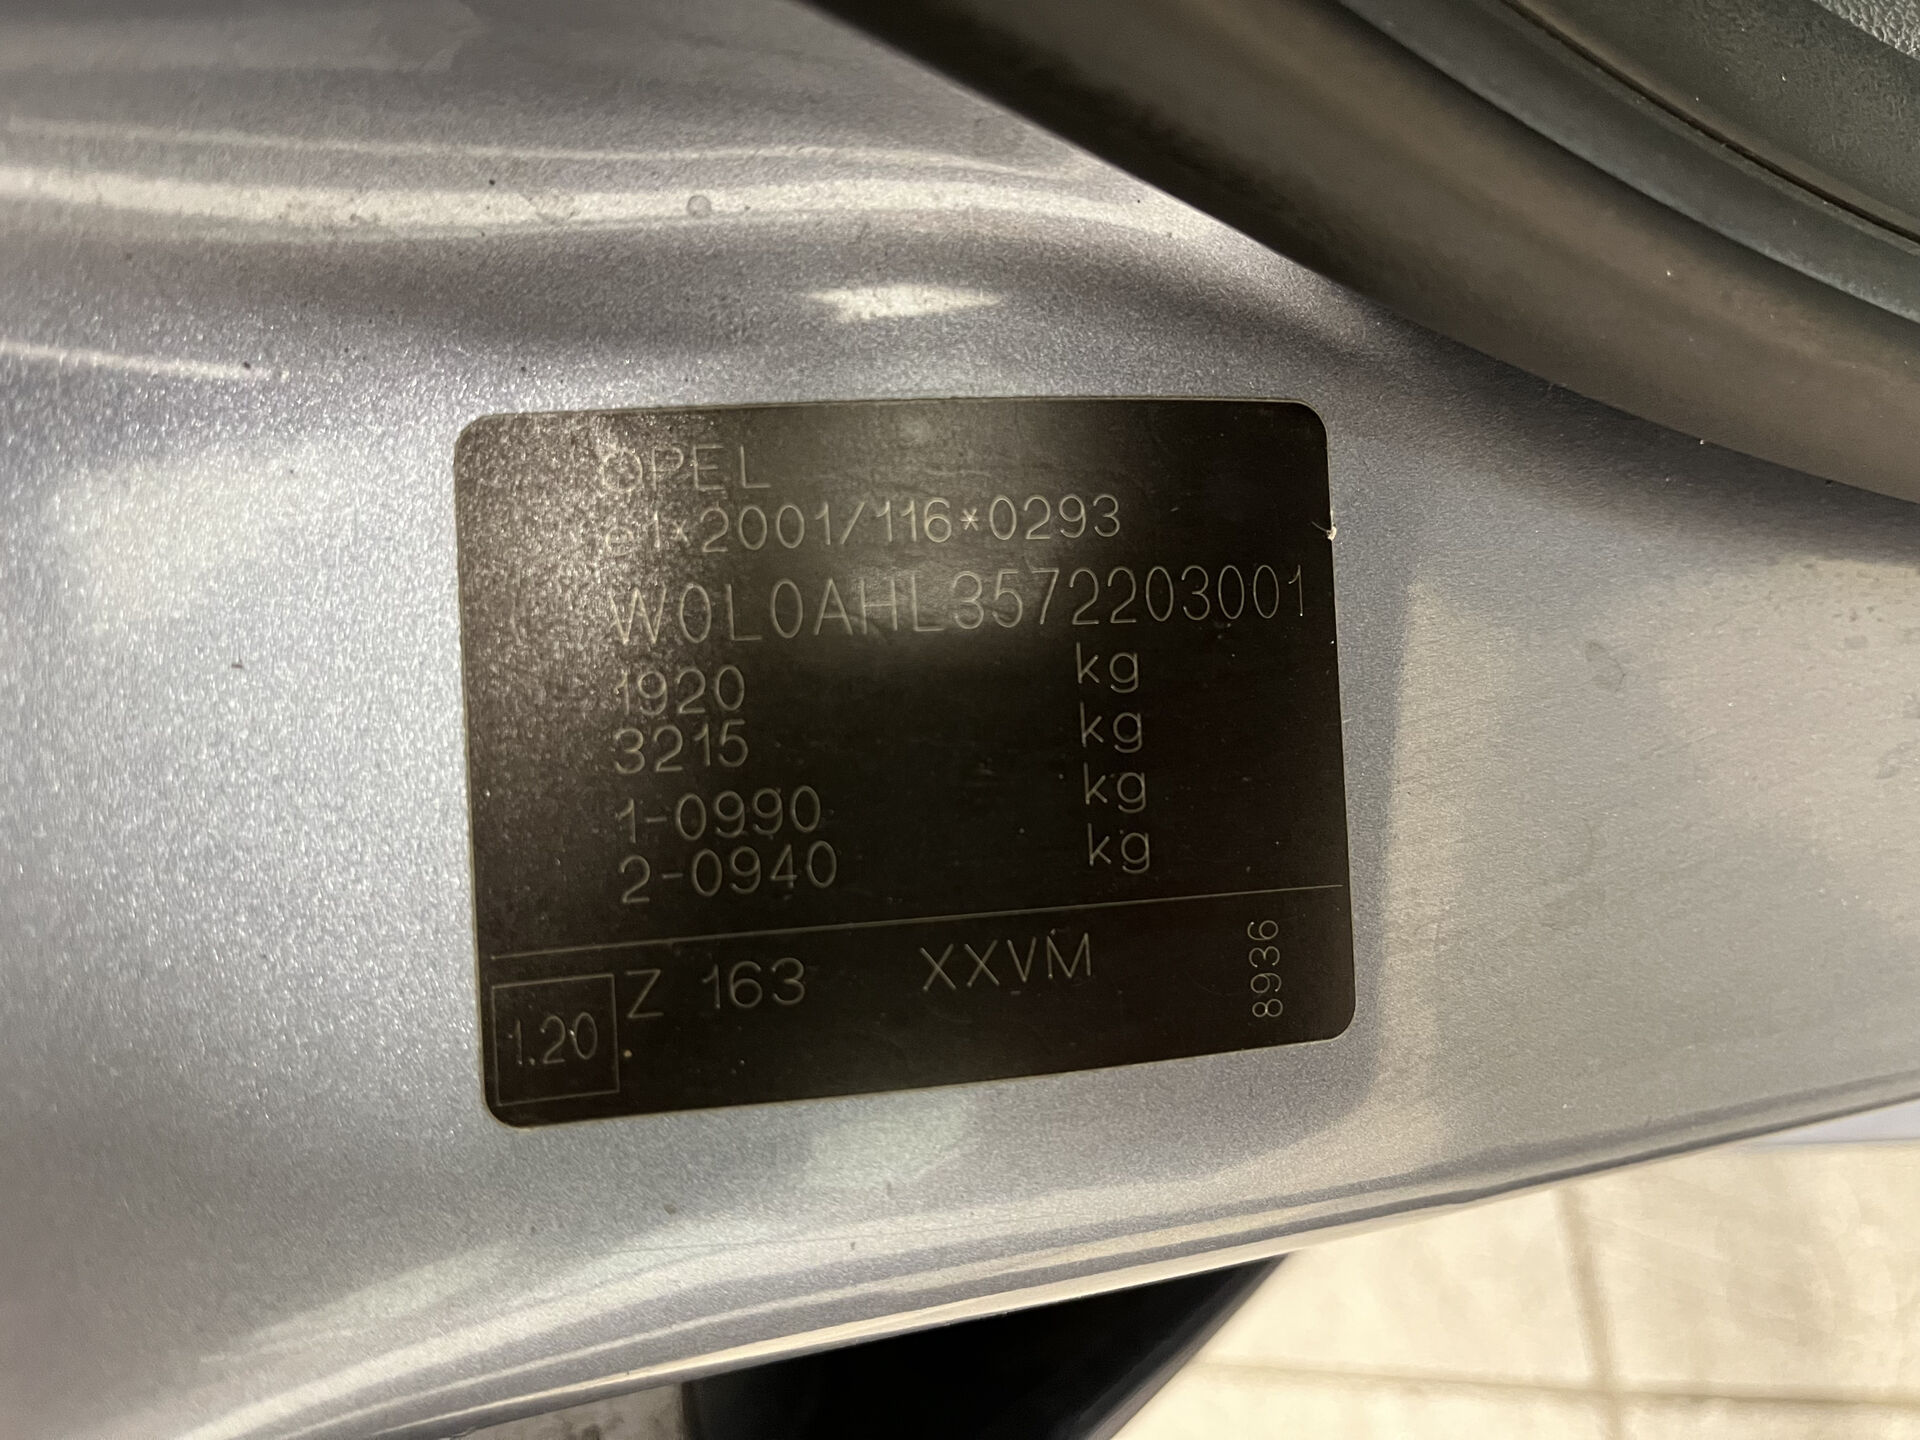 OPEL
e1*2001/116*0293
W0L0AHL3572203001
1920 kg
3215 kg
1-0990 kg
2-0940 kg
1.20 Z 163 XXVM 8936